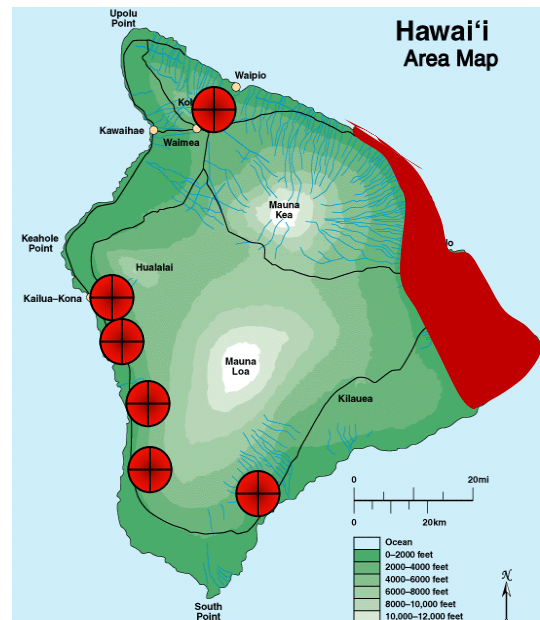 Hawai‘i
Area Map
Upolu
Point
Waipio
Kawaihae
Waimea
Mauna
Kea
Keahole
Point
Hualalai
Kailua–Kona
Mauna
Loa
Kilauea
0 20mi
0 20km
Ocean
0–2000 feet
2000–4000 feet
4000–6000 feet
6000–8000 feet
8000–10,000 feet
10,000–12,000 feet
N
South
Point